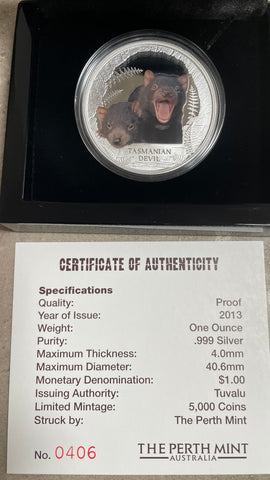 TASMANIAN
DEVIL
CERTIFICATE OF AUTHENTICITY
Specifications
Quality: Proof
Year of Issue: 2013
Weight: One Ounce
Purity: .999 Silver
Maximum Thickness: 4.0mm
Maximum Diameter: 40.6mm
Monetary Denomination: $1.00
Issuing Authority: Tuvalu
Limited Mintage: 5,000 Coins
Struck by: The Perth Mint
No. 0406
THE PERTH MINT
AUSTRALIA